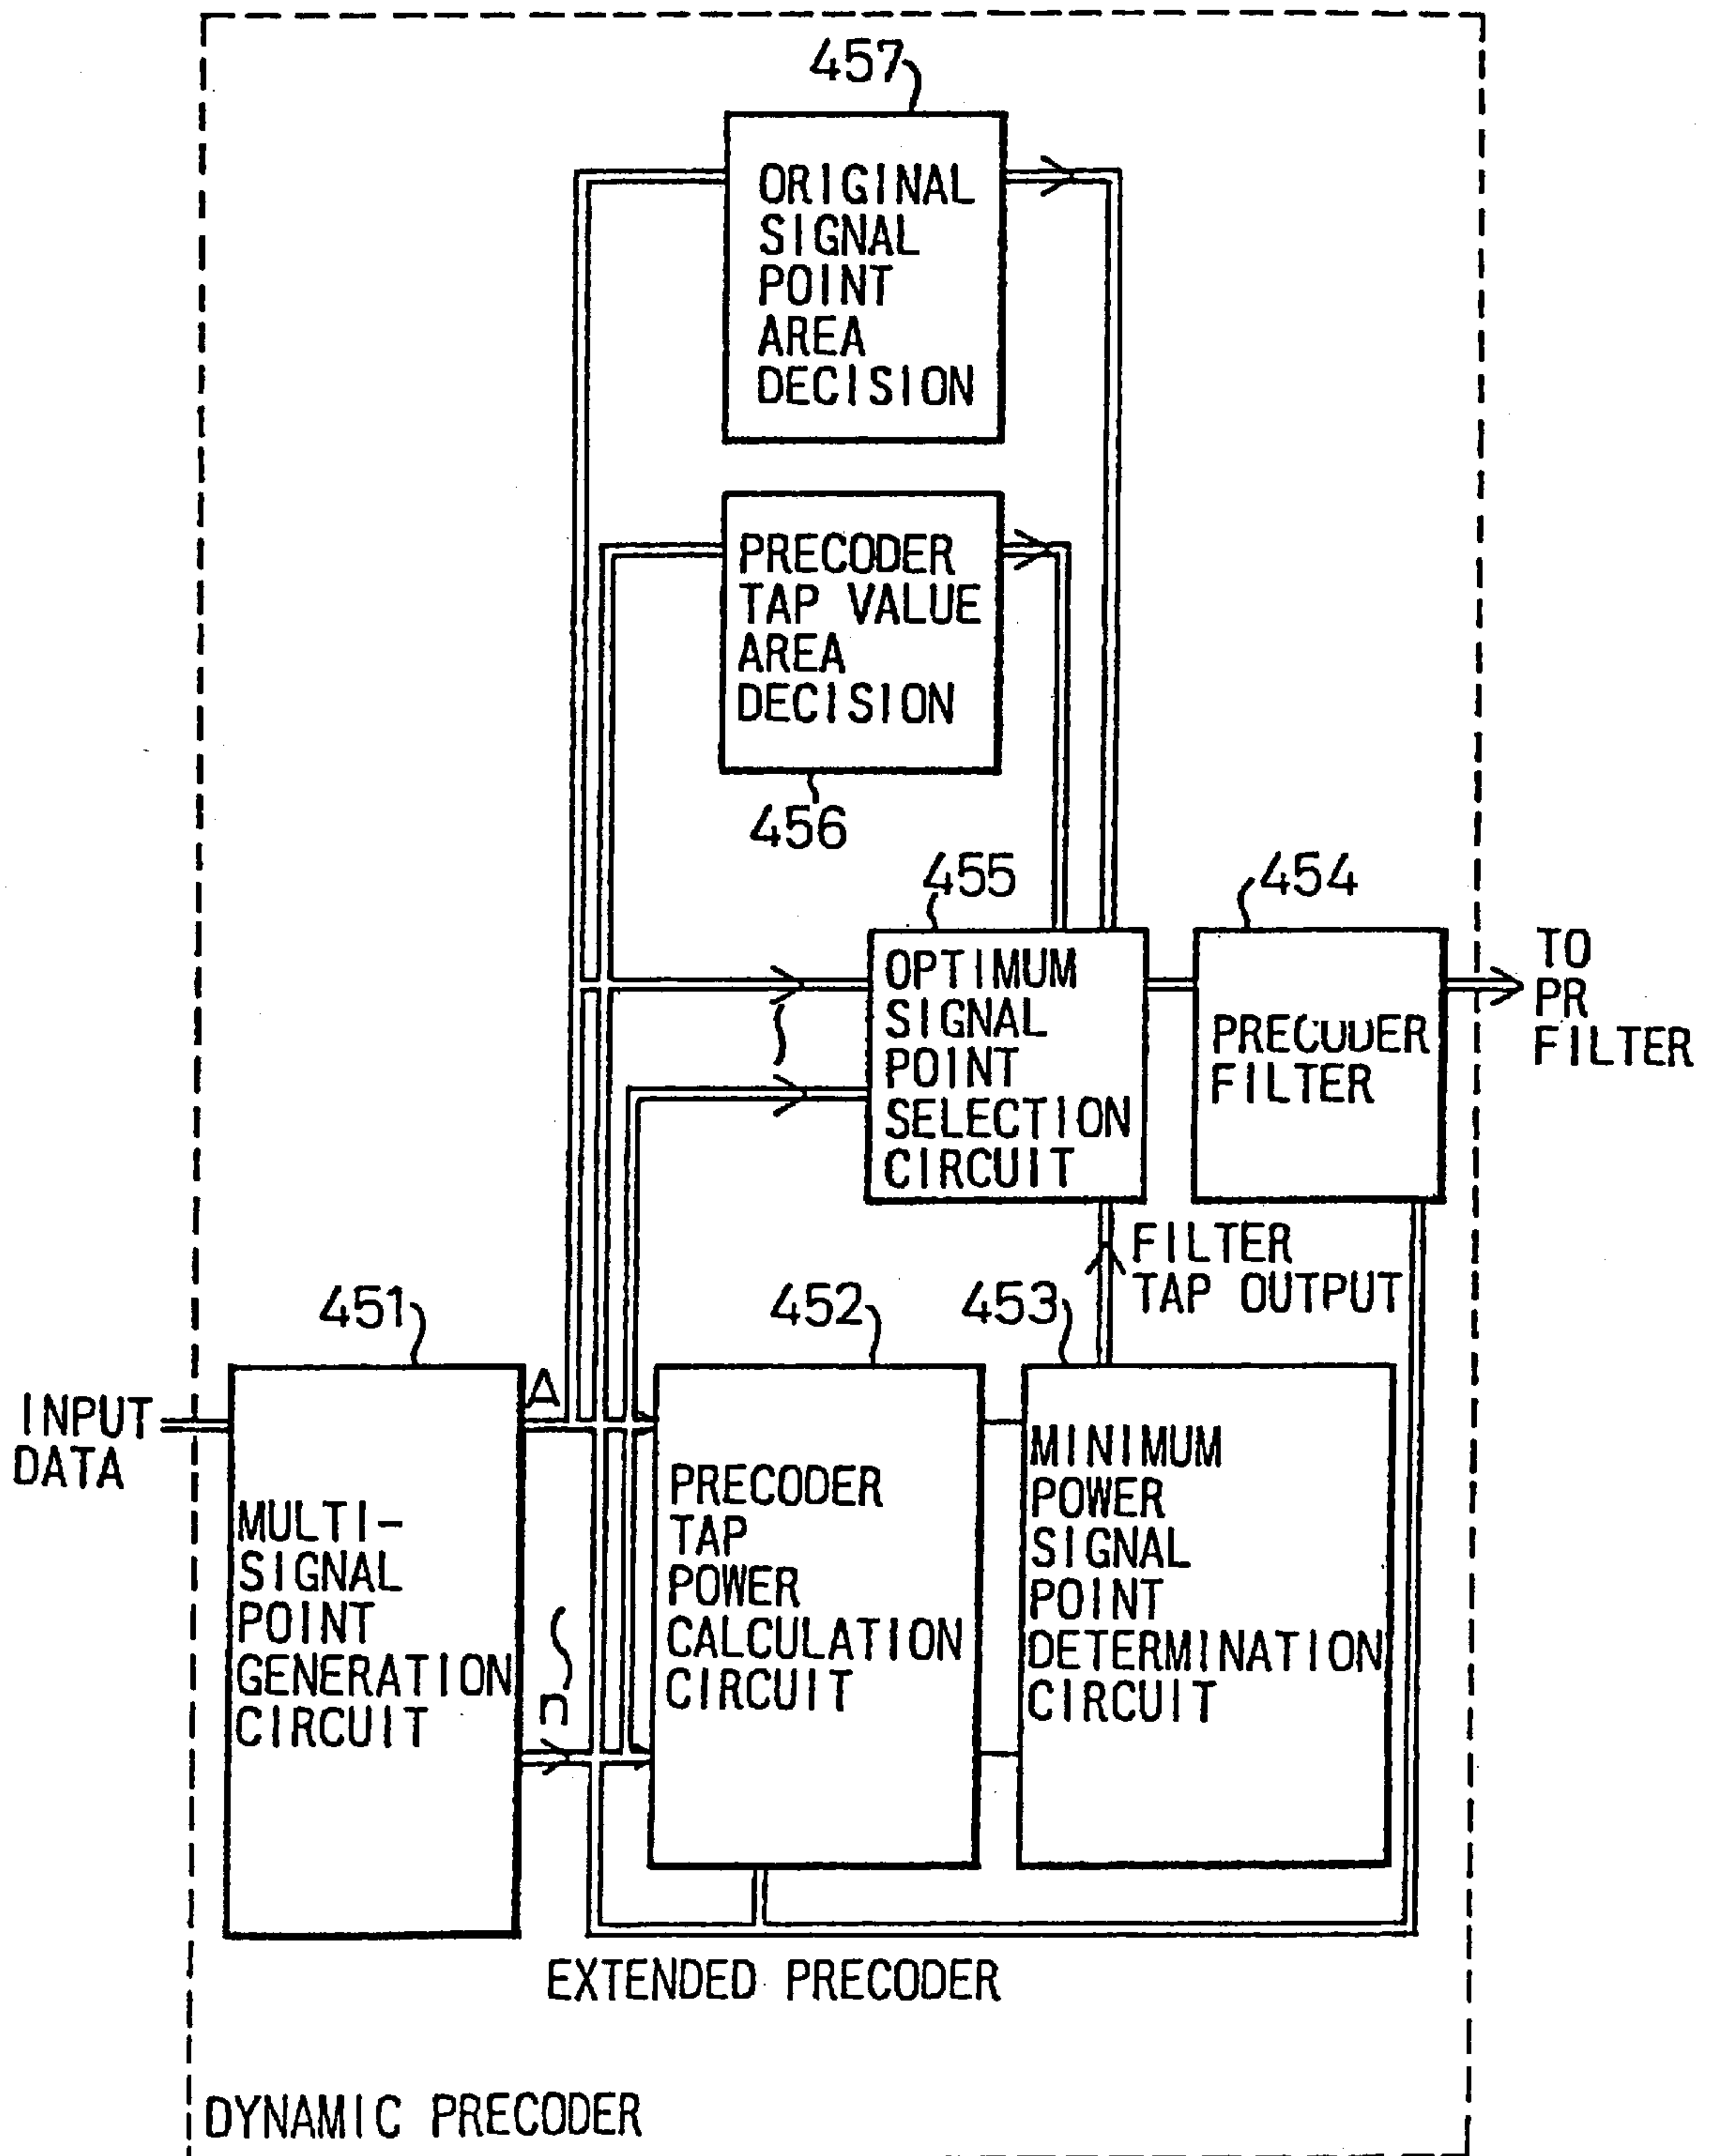 457
ORIGINAL
SIGNAL
POINT
AREA
DECISION
PRECODER
TAP VALUE
AREA
DECISION
456
455
454
OPTIMUM
SIGNAL
POINT
SELECTION
CIRCUIT
PRECODER
FILTER
TO
PR
FILTER
FILTER
TAP OUTPUT
451
452
453
INPUT
DATA
A
MULTI-
SIGNAL
POINT
GENERATION
CIRCUIT
n
PRECODER
TAP
POWER
CALCULATION
CIRCUIT
MINIMUM
POWER
SIGNAL
POINT
DETERMINATION
CIRCUIT
EXTENDED PRECODER
DYNAMIC PRECODER